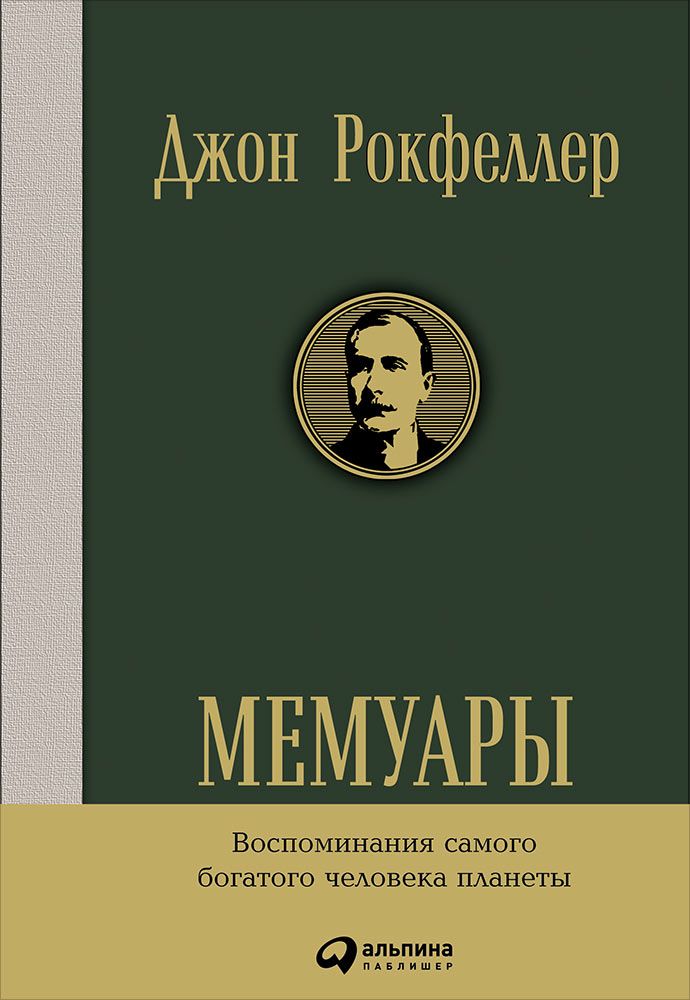 Джон Рокфеллер
МЕМУАРЫ
Воспоминания самого
богатого человека планеты
альпина
ПАБЛИШЕР